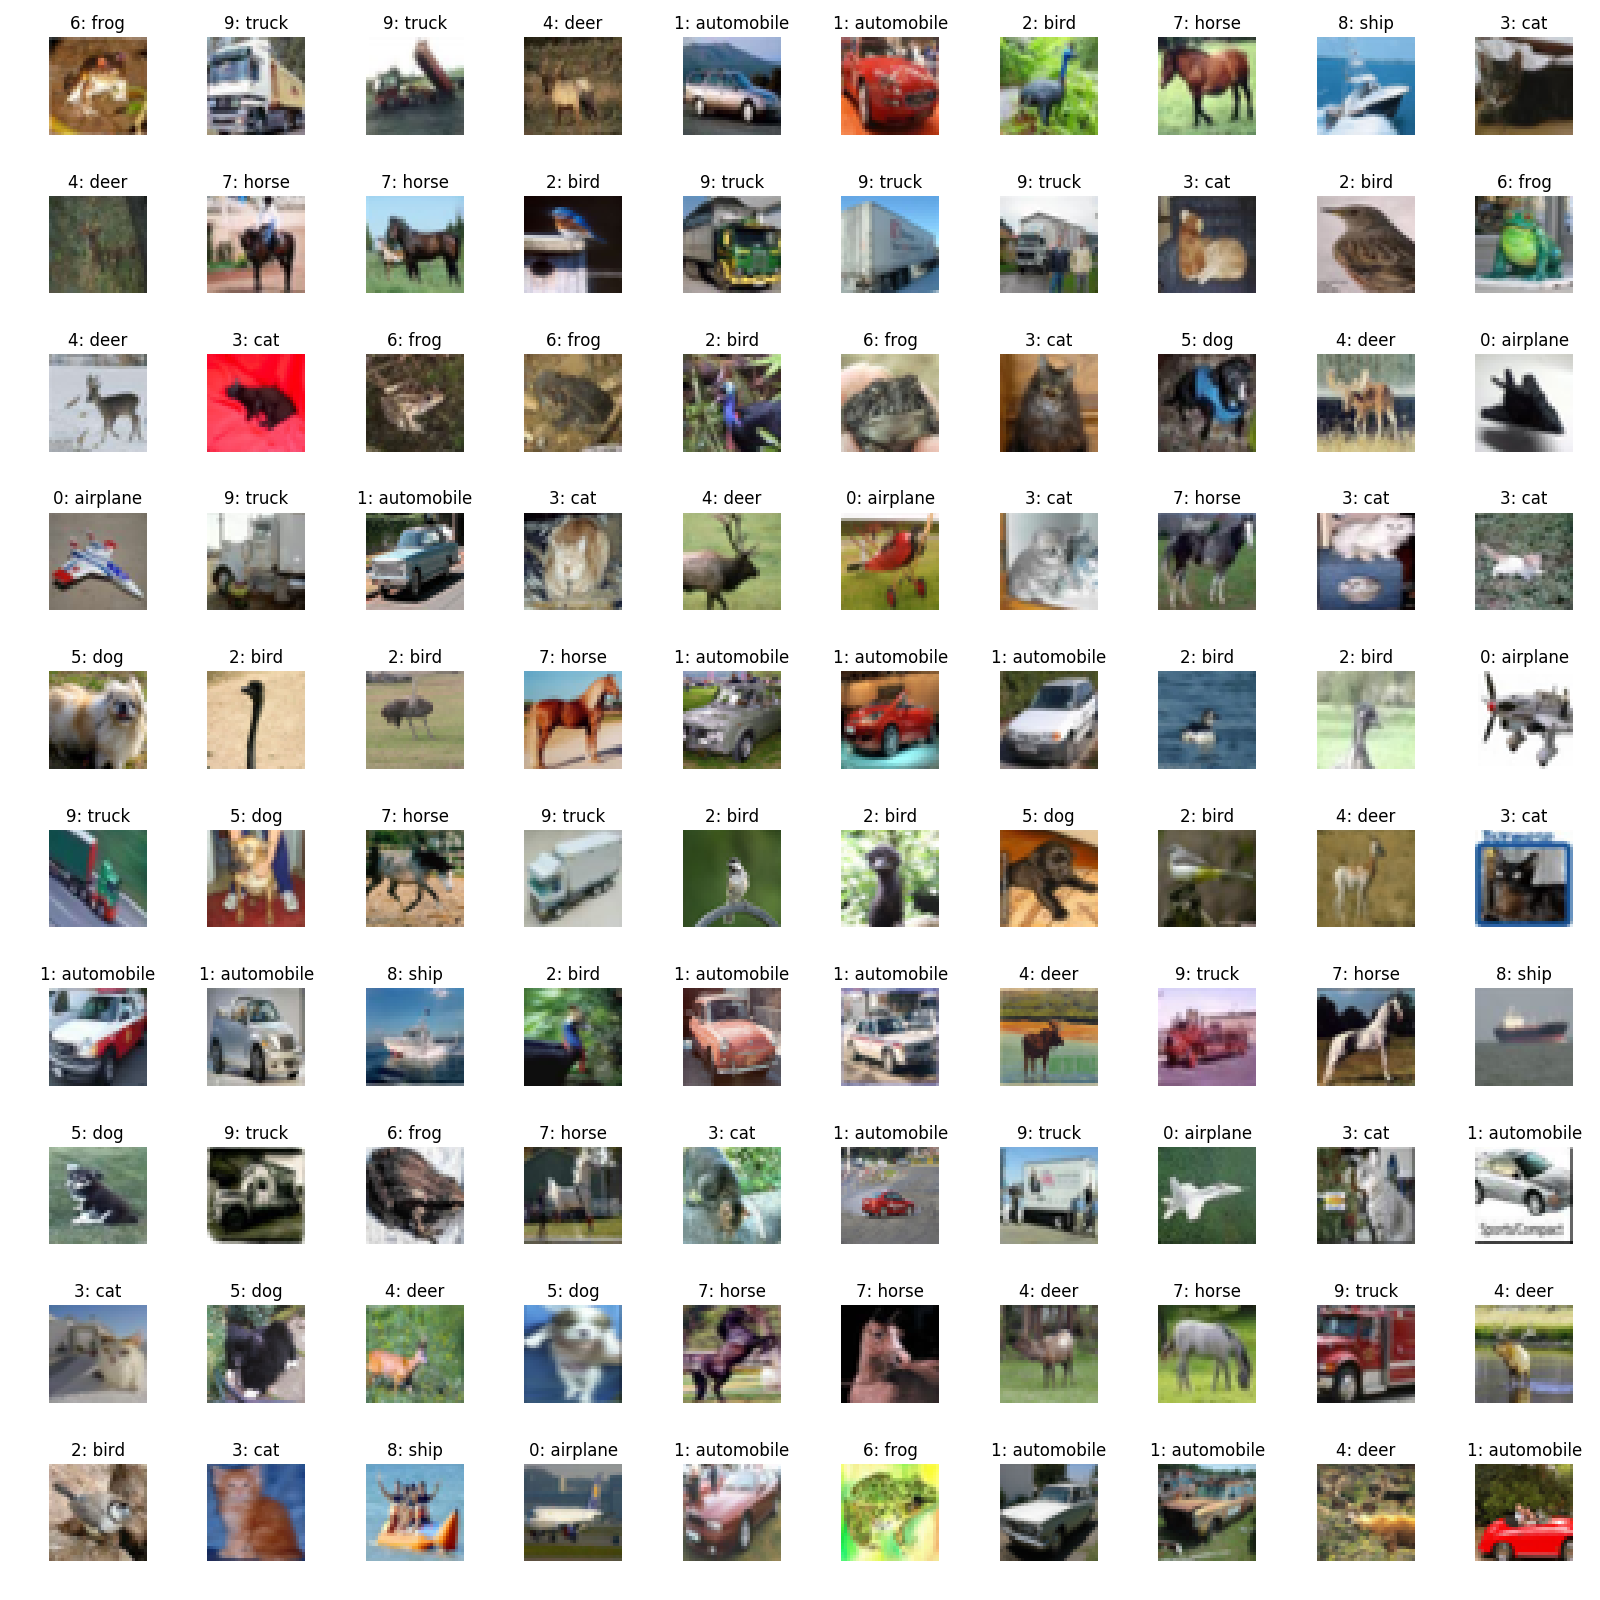 6: frog 9: truck 9: truck 4: deer 1: automobile 1: automobile 2: bird 7: horse 8: ship 3: cat
4: deer 7: horse 7: horse 2: bird 9: truck 9: truck 9: truck 3: cat 2: bird 6: frog
4: deer 3: cat 6: frog 6: frog 2: bird 6: frog 3: cat 5: dog 4: deer 0: airplane
0: airplane 9: truck 1: automobile 3: cat 4: deer 0: airplane 3: cat 7: horse 3: cat 3: cat
5: dog 2: bird 2: bird 7: horse 1: automobile 1: automobile 1: automobile 2: bird 2: bird 0: airplane
9: truck 5: dog 7: horse 9: truck 2: bird 2: bird 5: dog 2: bird 4: deer 3: cat
1: automobile 1: automobile 8: ship 2: bird 1: automobile 1: automobile 4: deer 9: truck 7: horse 8: ship
5: dog 9: truck 6: frog 7: horse 3: cat 1: automobile 9: truck 0: airplane 3: cat 1: automobile
Sports/Compact
3: cat 5: dog 4: deer 5: dog 7: horse 7: horse 4: deer 7: horse 9: truck 4: deer
2: bird 3: cat 8: ship 0: airplane 1: automobile 6: frog 1: automobile 1: automobile 4: deer 1: automobile